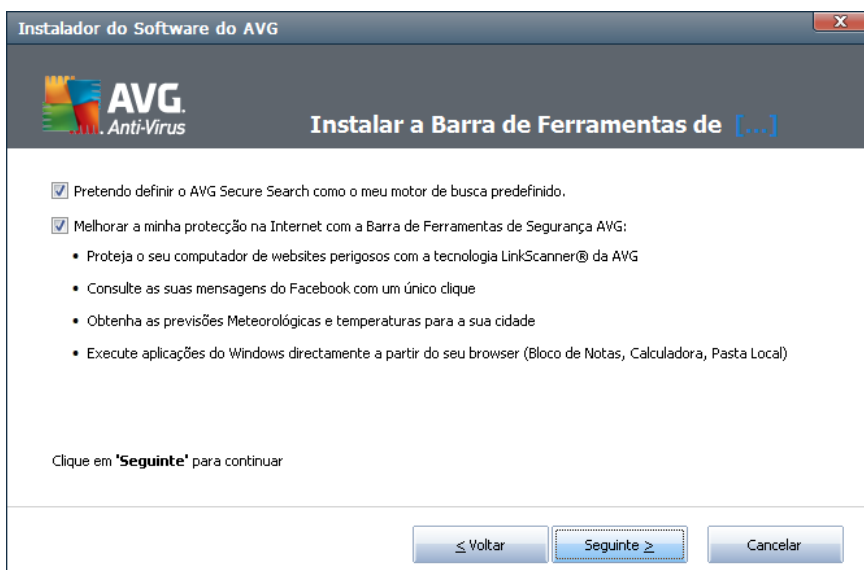 Instalador do Software do AVG
AVG.
Anti-Virus
Instalar a Barra de Ferramentas de [...]
Pretendo definir o AVG Secure Search como o meu motor de busca predefinido.
Melhorar a minha protecção na Internet com a Barra de Ferramentas de Segurança AVG:
• Proteja o seu computador de websites perigosos com a tecnologia LinkScanner® da AVG
• Consulte as suas mensagens do Facebook com um único clique
• Obtenha as previsões Meteorológicas e temperaturas para a sua cidade
• Execute aplicações do Windows directamente a partir do seu browser (Bloco de Notas, Calculadora, Pasta Local)
Clique em 'Seguinte' para continuar
< Voltar
Seguinte >
Cancelar